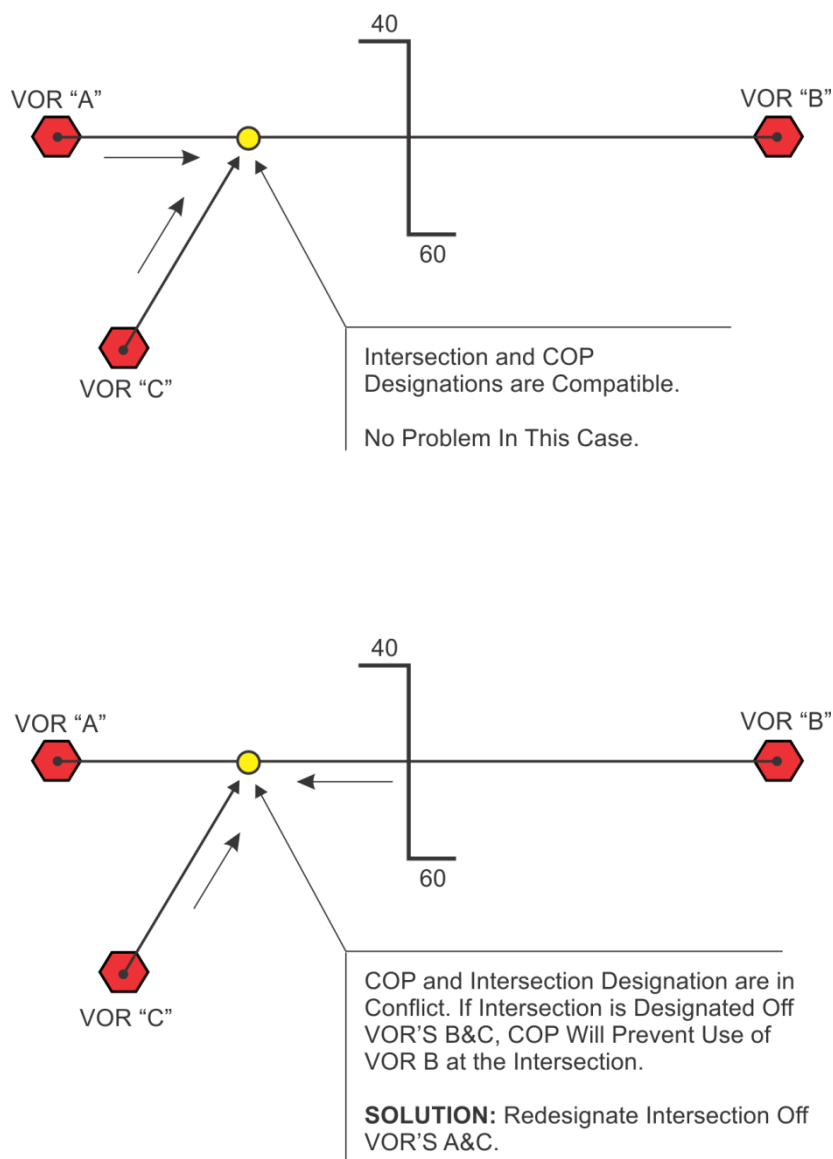 40
VOR “A”
VOR “B”
60
VOR “C”
Intersection and COP
Designations are Compatible.
No Problem In This Case.
40
VOR “A”
VOR “B”
60
VOR “C”
COP and Intersection Designation are in
Conflict. If Intersection is Designated Off
VOR’S B&C, COP Will Prevent Use of
VOR B at the Intersection.
SOLUTION: Redesignate Intersection Off
VOR’S A&C.